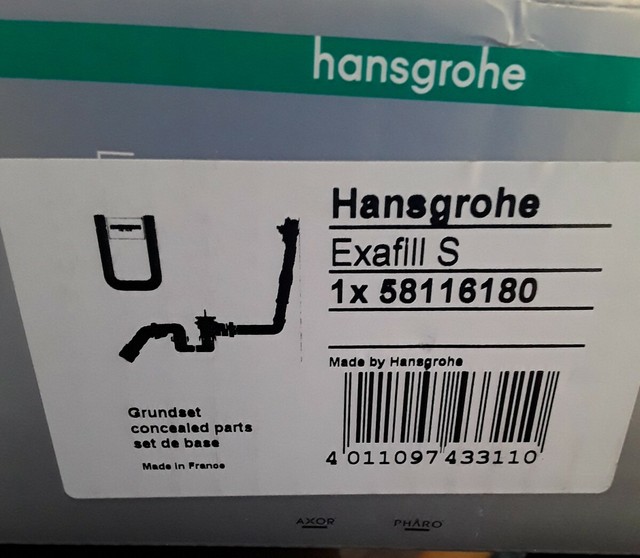 hansgrohe
Hansgrohe
Exafill S
1x 58116180
Made by Hansgrohe
4 011097 433110
Grundset
concealed parts
set de base
Made in France
AXOR PHARO